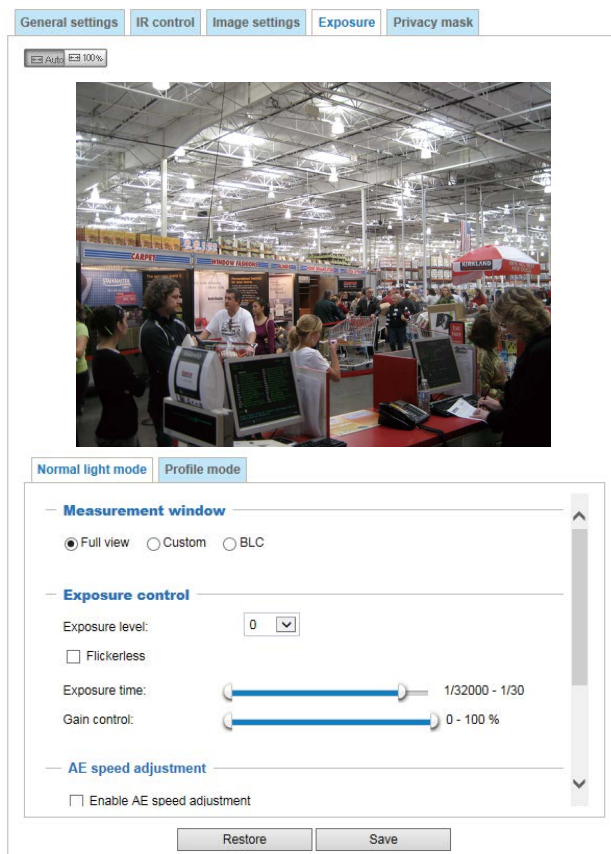 General settings IR control Image settings Exposure Privacy mask
Auto 100%
CARPET
WINDOW FASHIONS
STAINMASTER
KIRKLAND
Normal light mode Profile mode
Measurement window
Full view Custom BLC
Exposure control
Exposure level: 0
Flickerless
Exposure time: 1/32000 - 1/30
Gain control: 0 - 100 %
AE speed adjustment
Enable AE speed adjustment
Restore Save